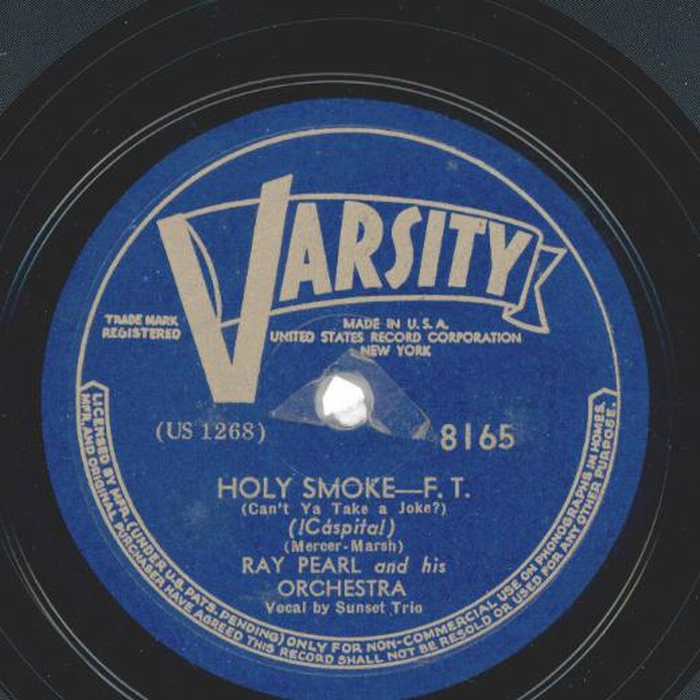 VARSITY
TRADE MARK
REGISTERED
MADE IN U.S.A.
UNITED STATES RECORD CORPORATION
NEW YORK
(US 1268)
8165
HOLY SMOKE—F. T.
(Can't Ya Take a Joke?)
(!Cáspita!)
(Mercer-Marsh)
RAY PEARL and his
ORCHESTRA
Vocal by Sunset Trio
LICENSED BY MFR. (UNDER U.S. PATS. PENDING) ONLY FOR NON-COMMERCIAL USE ON PHONOGRAPHS IN HOMES.
MFR. AND ORIGINAL PURCHASER HAVE AGREED THIS RECORD SHALL NOT BE RESOLD OR USED FOR ANY OTHER PURPOSE.